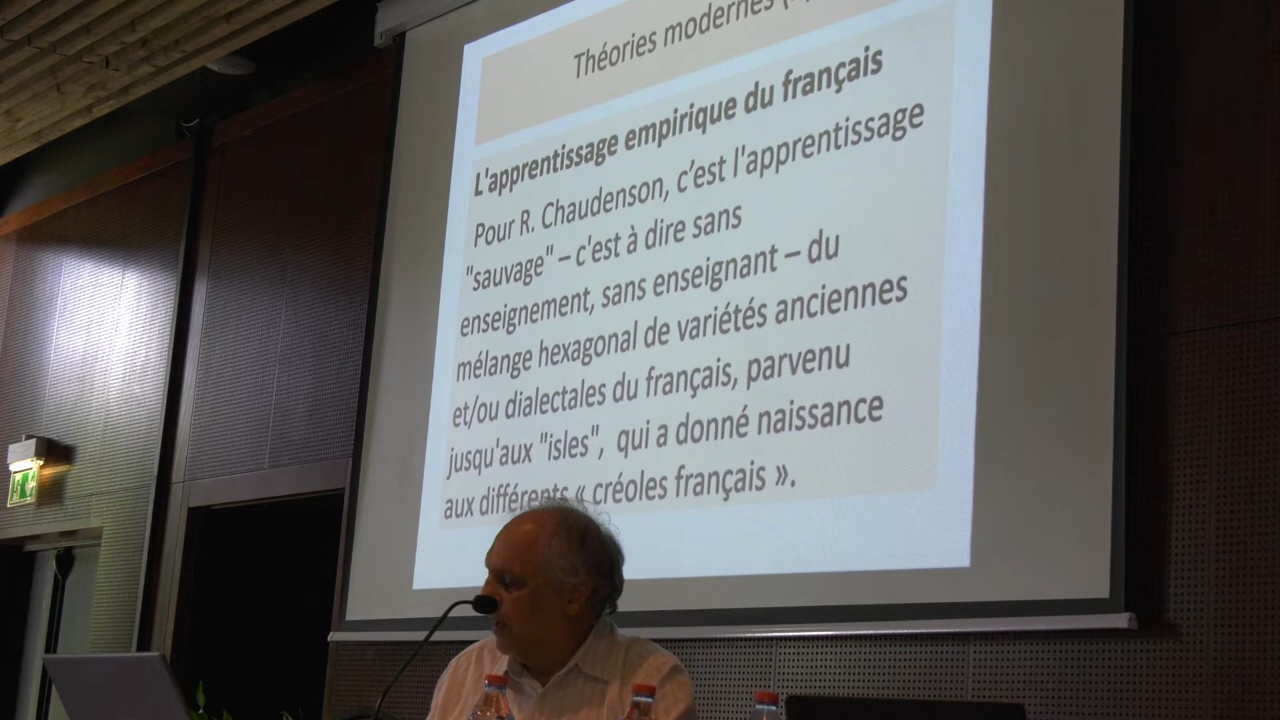 Théories modernes
L'apprentissage empirique du français
Pour R. Chaudenson, c’est l'apprentissage
"sauvage" – c'est à dire sans
enseignement, sans enseignant – du
mélange hexagonal de variétés anciennes
et/ou dialectales du français, parvenu
jusqu'aux "isles", qui a donné naissance
aux différents « créoles français ».